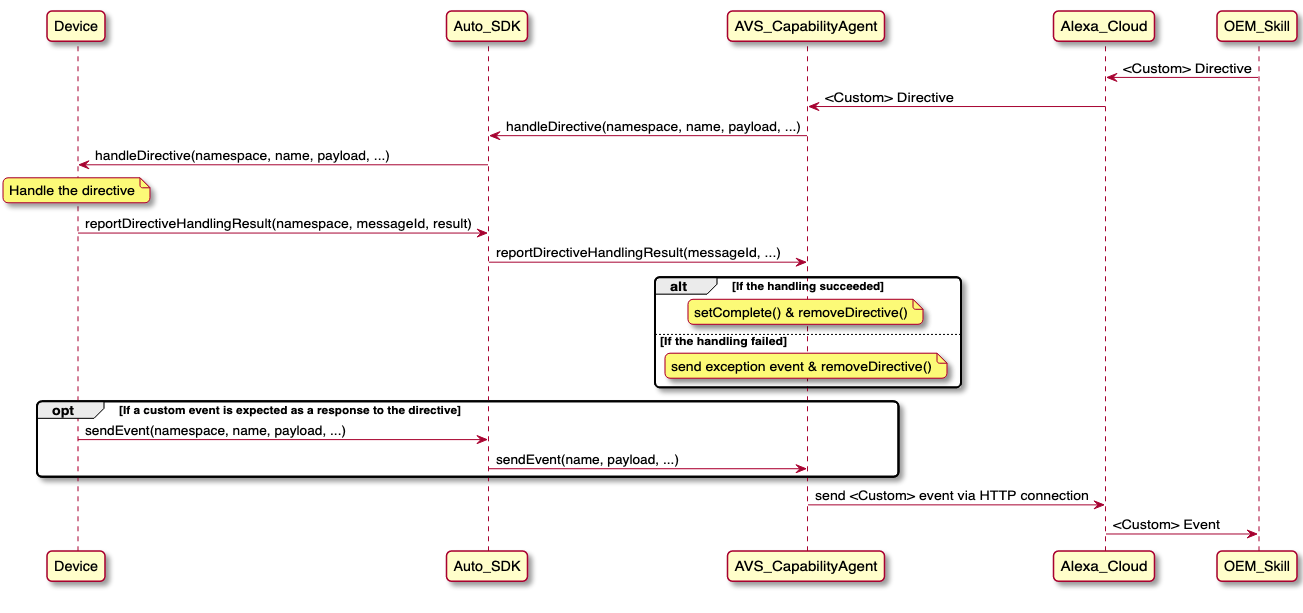 Device
Auto_SDK
AVS_CapabilityAgent
Alexa_Cloud
OEM_Skill
<Custom> Directive
<Custom> Directive
handleDirective(namespace, name, payload, ...)
handleDirective(namespace, name, payload, ...)
Handle the directive
reportDirectiveHandlingResult(namespace, messageId, result)
reportDirectiveHandlingResult(messageId, ...)
alt [If the handling succeeded]
setComplete() & removeDirective()
[If the handling failed]
send exception event & removeDirective()
opt [If a custom event is expected as a response to the directive]
sendEvent(namespace, name, payload, ...)
sendEvent(name, payload, ...)
send <Custom> event via HTTP connection
<Custom> Event
Device
Auto_SDK
AVS_CapabilityAgent
Alexa_Cloud
OEM_Skill